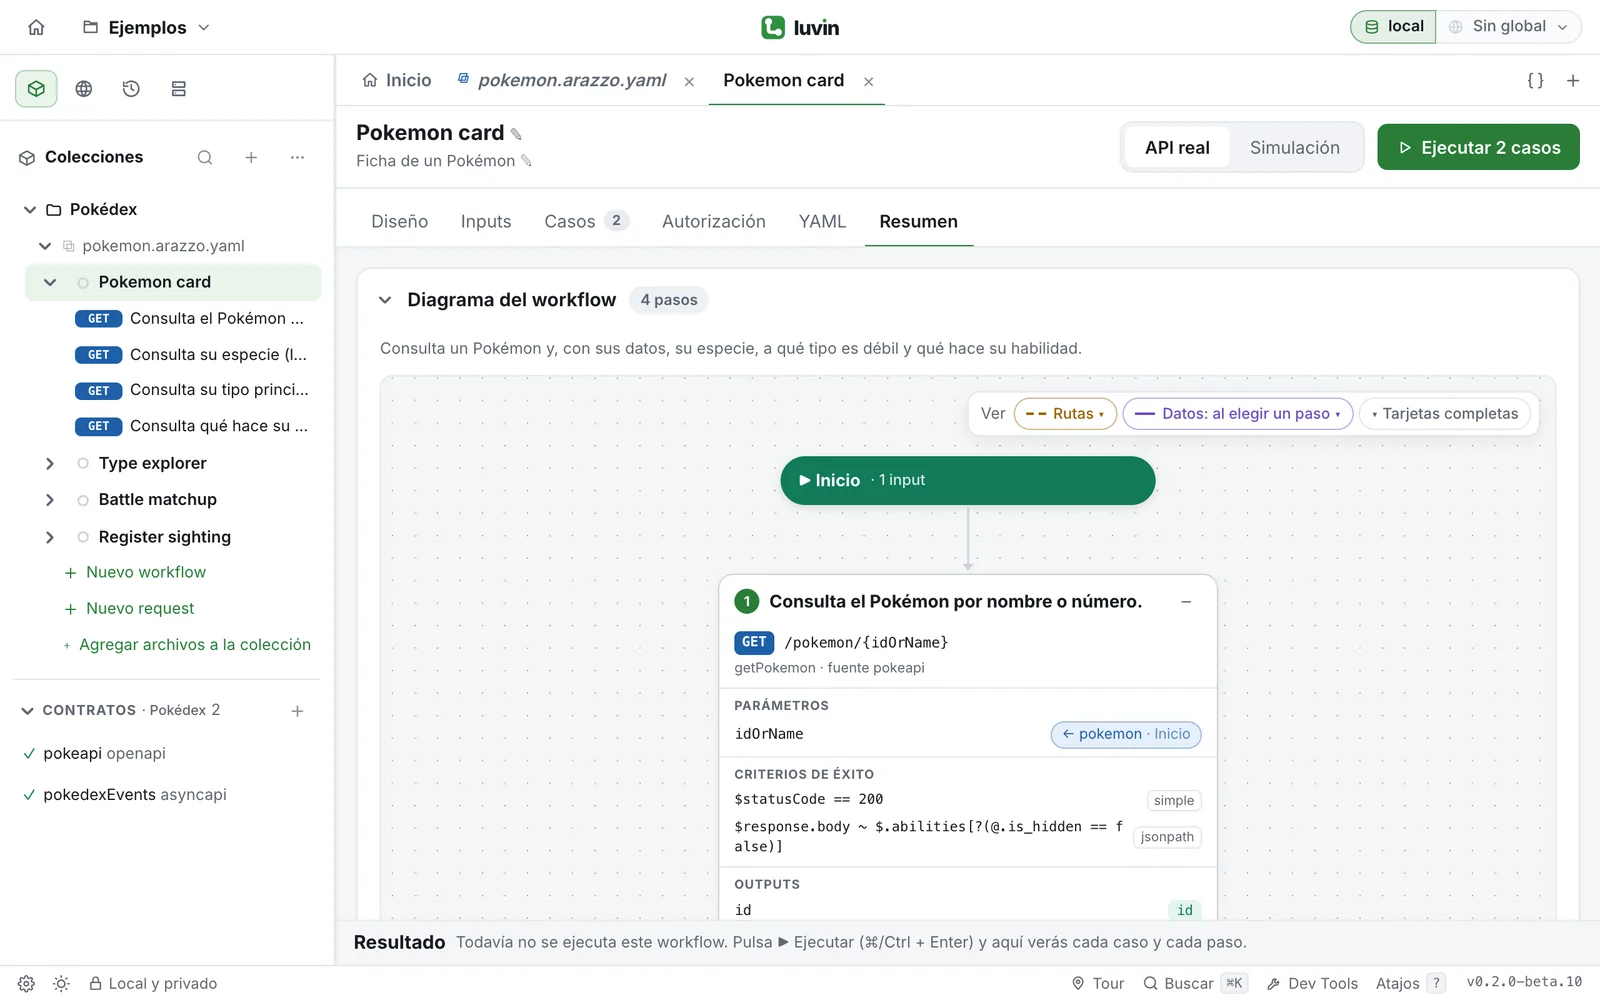 Ejemplos
luvin
local
Sin global
Inicio
pokemon.arazzo.yaml
Pokemon card
Colecciones
Pokédex
pokemon.arazzo.yaml
Pokemon card
GET Consulta el Pokémon ...
GET Consulta su especie (l...
GET Consulta su tipo princi...
GET Consulta qué hace su ...
Type explorer
Battle matchup
Register sighting
+ Nuevo workflow
+ Nuevo request
+ Agregar archivos a la colección
CONTRATOS · Pokédex 2
pokeapi openapi
pokedexEvents asyncapi
Pokemon card
Ficha de un Pokémon
API real
Simulación
Ejecutar 2 casos
Diseño
Inputs
Casos 2
Autorización
YAML
Resumen
Diagrama del workflow 4 pasos
Consulta un Pokémon y, con sus datos, su especie, a qué tipo es débil y qué hace su habilidad.
Ver
Rutas
Datos: al elegir un paso
Tarjetas completas
Inicio · 1 input
1 Consulta el Pokémon por nombre o número.
GET /pokemon/{idOrName}
getPokemon · fuente pokeapi
PARÁMETROS
idOrName ← pokemon · Inicio
CRITERIOS DE ÉXITO
$statusCode == 200 simple
$response.body ~ $.abilities[?(@.is_hidden == f
alse)] jsonpath
OUTPUTS
id id
Resultado Todavía no se ejecuta este workflow. Pulsa ▶ Ejecutar (⌘/Ctrl + Enter) y aquí verás cada caso y cada paso.
Local y privado
Tour
Buscar ⌘K
Dev Tools
Atajos ?
v0.2.0-beta.10